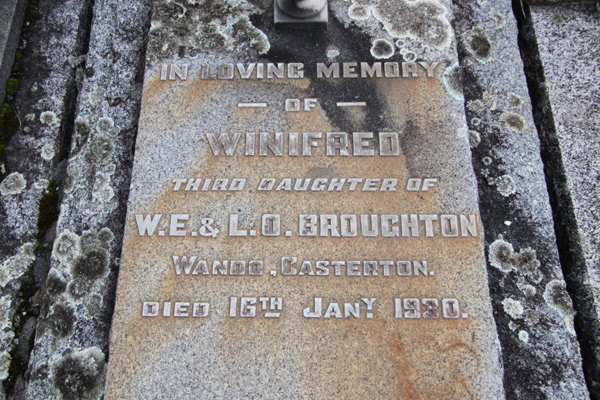 IN LOVING MEMORY
— OF —
WINIFRED
THIRD DAUGHTER OF
W.E. & L.O. BROUGHTON
WANDO, CASTERTON.
DIED 16TH JANY 1930.